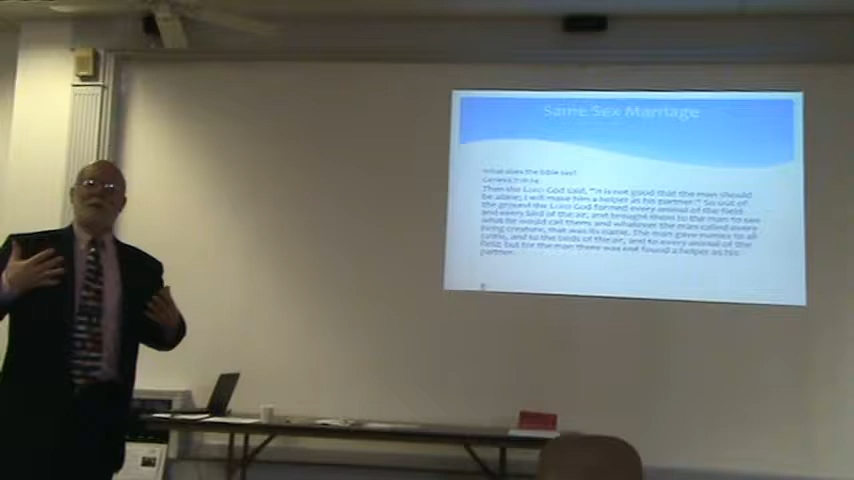 Same Sex Marriage
What does the bible say?
Genesis 2:18-24
Then the LORD God said, "It is not good that the man should
be alone; I will make him a helper as his partner." So out of
the ground the LORD God formed every animal of the field
and every bird of the air, and brought them to the man to see
what he would call them and whatever the man called every
living creature, that was its name. The man gave names to all
cattle, and to the birds of the air, and to every animal of the
field; but for the man there was not found a helper as his
partner.